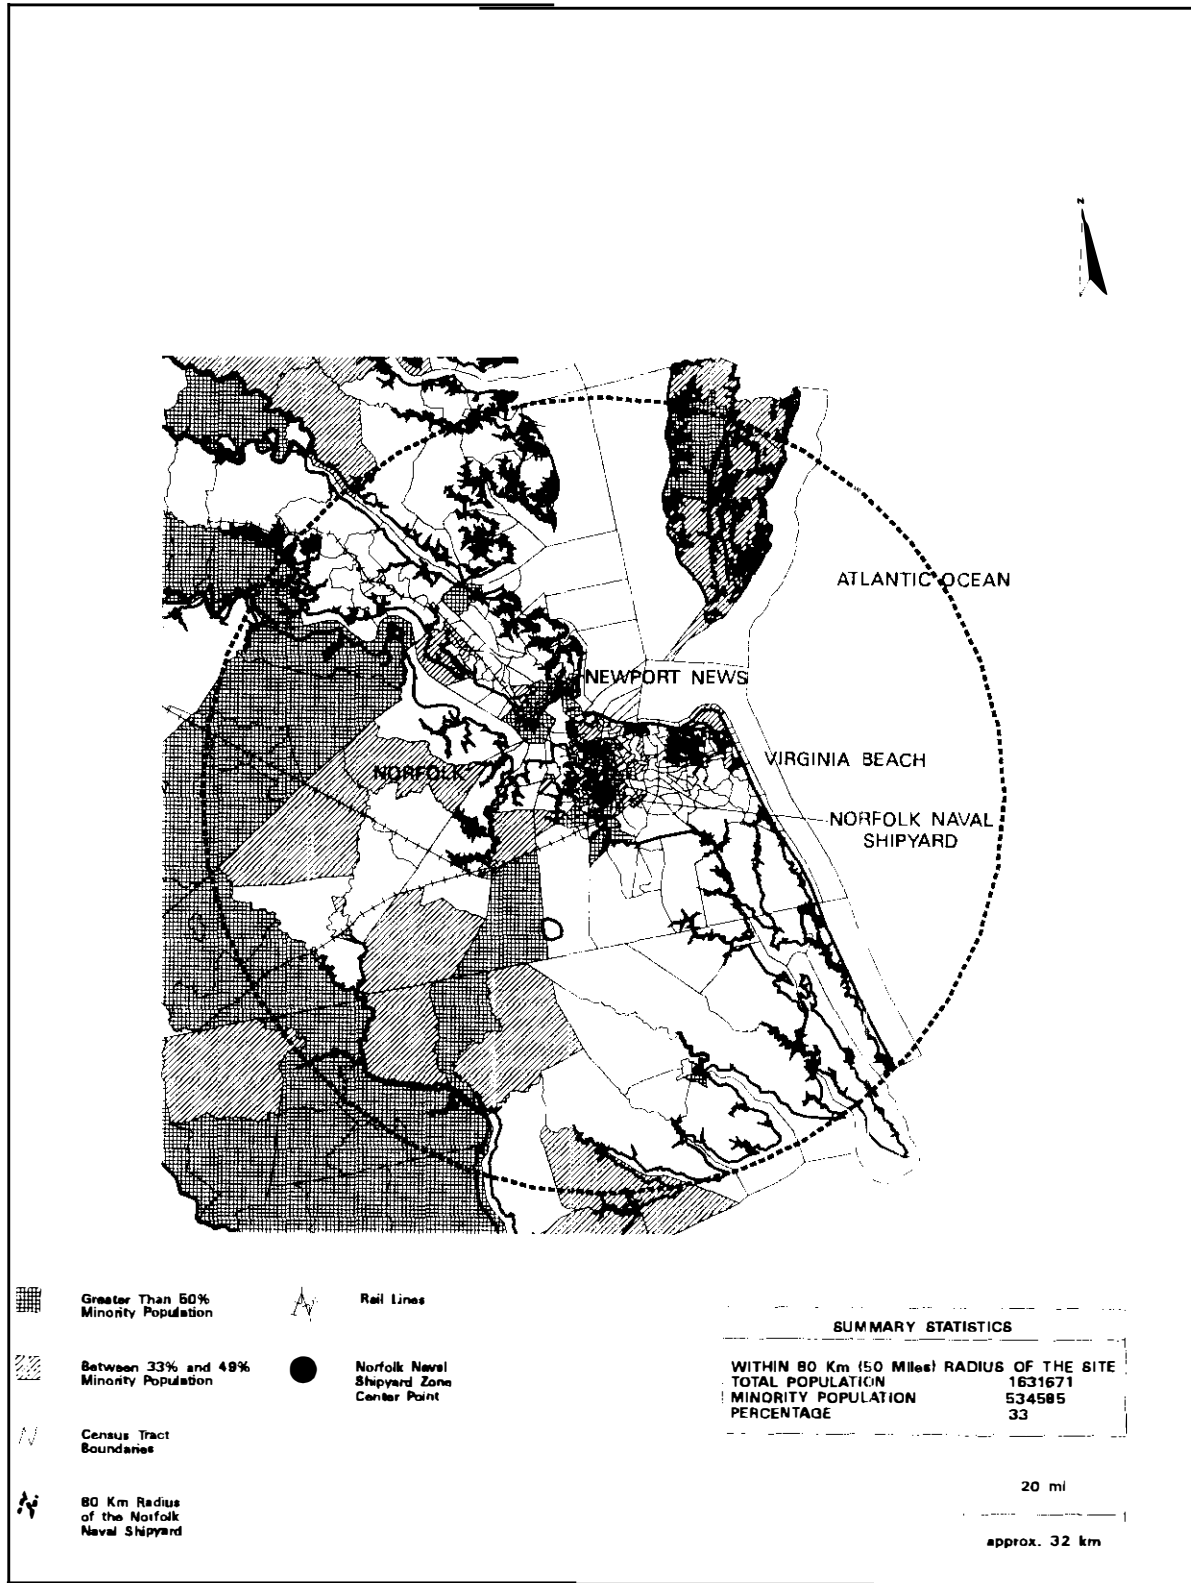 N
ATLANTIC OCEAN
NEWPORT NEWS
NORFOLK
VIRGINIA BEACH
NORFOLK NAVAL
SHIPYARD
Greater Than 50%
Minority Population
Rail Lines
Between 33% and 49%
Minority Population
Norfolk Naval
Shipyard Zone
Center Point
Census Tract
Boundaries
80 Km Radius
of the Norfolk
Naval Shipyard
SUMMARY STATISTICS
WITHIN 80 Km (50 Miles) RADIUS OF THE SITE
TOTAL POPULATION 1631671
MINORITY POPULATION 534585
PERCENTAGE 33
20 mi
approx. 32 km